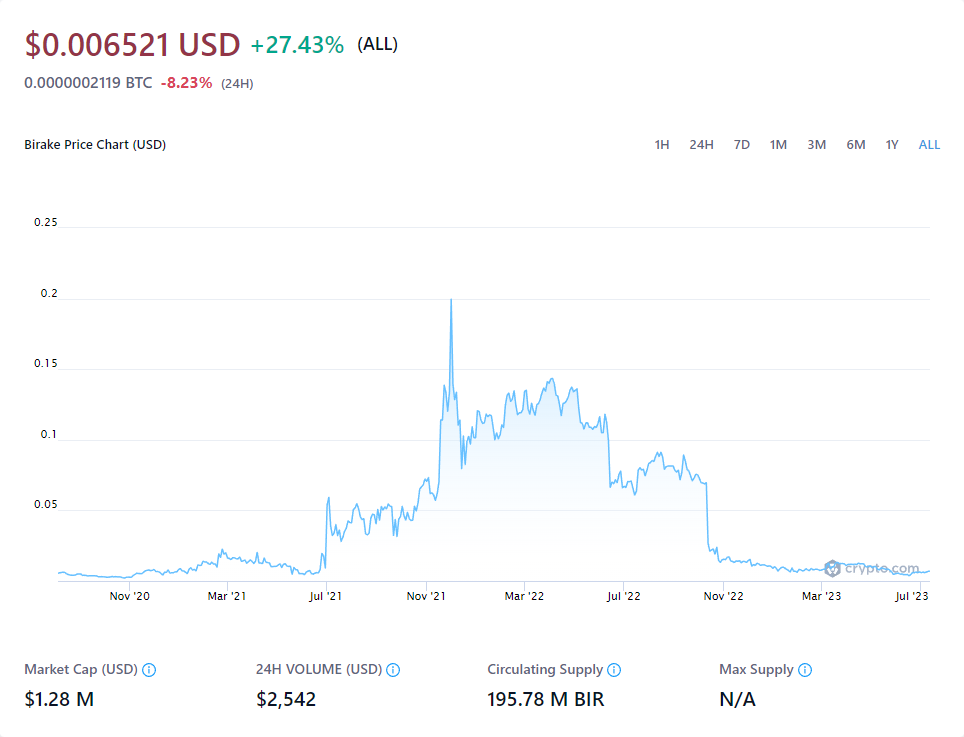 $0.006521 USD +27.43% (ALL)
0.0000002119 BTC -8.23% (24H)
Birake Price Chart (USD) 1H 24H 7D 1M 3M 6M 1Y ALL
0.25
0.2
0.15
0.1
0.05
crypto.com
Nov '20 Mar '21 Jul '21 Nov '21 Mar '22 Jul '22 Nov '22 Mar '23 Jul '23
Market Cap (USD) 24H VOLUME (USD) Circulating Supply Max Supply
$1.28 M $2,542 195.78 M BIR N/A